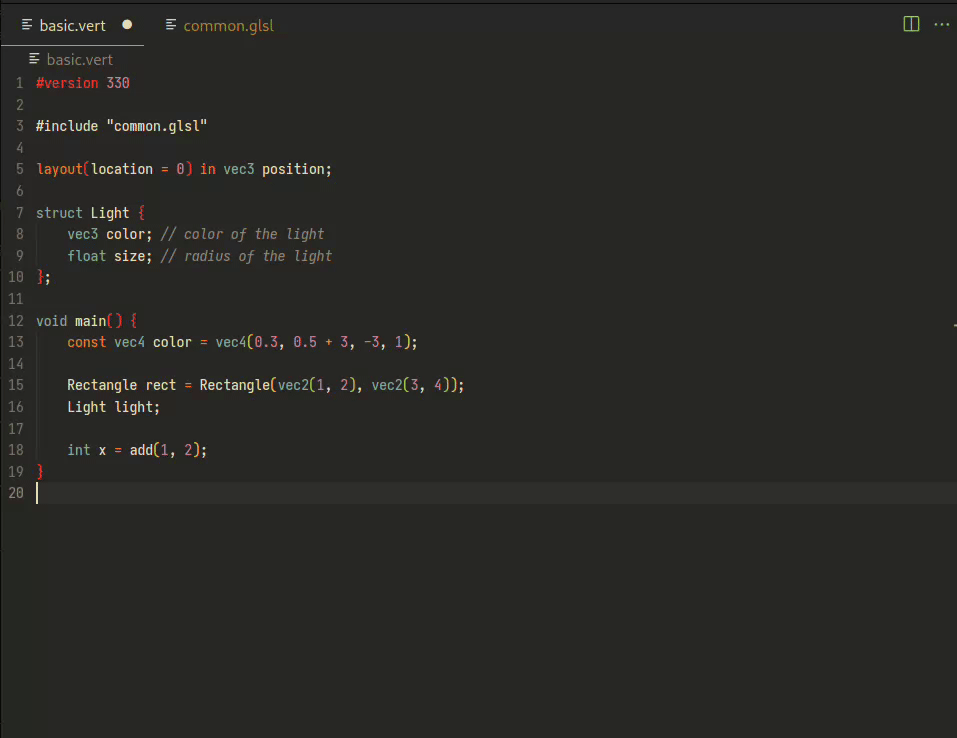 basic.vert common.glsl
basic.vert
1 #version 330
2
3 #include "common.glsl"
4
5 layout(location = 0) in vec3 position;
6
7 struct Light {
8     vec3 color; // color of the light
9     float size; // radius of the light
10 };
11
12 void main() {
13     const vec4 color = vec4(0.3, 0.5 + 3, -3, 1);
14
15     Rectangle rect = Rectangle(vec2(1, 2), vec2(3, 4));
16     Light light;
17
18     int x = add(1, 2);
19 }
20